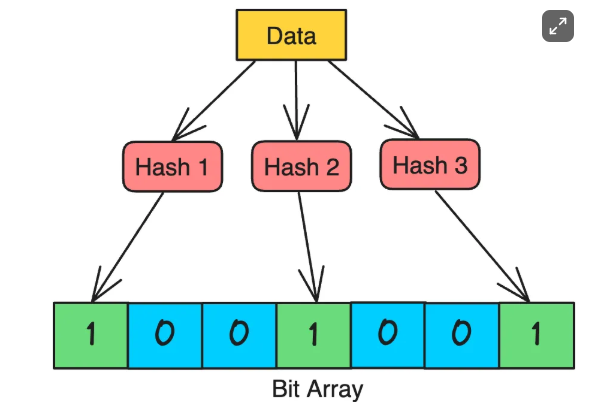 Data
Hash 1 Hash 2 Hash 3
1 0 0 1 0 0 1
Bit Array